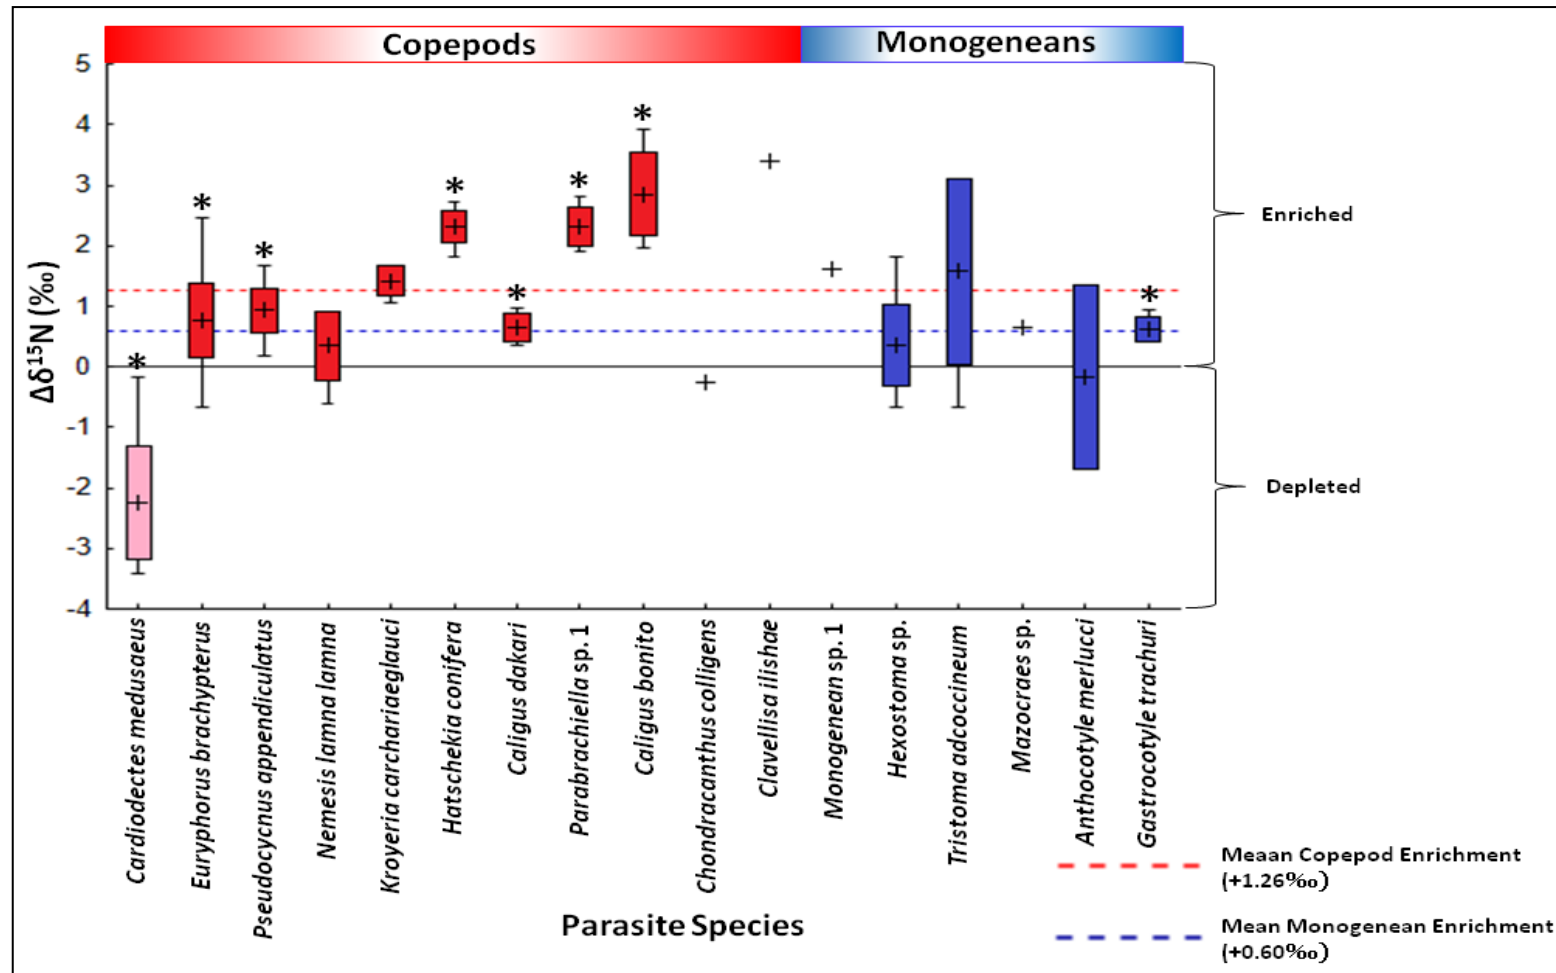 Copepods
Monogeneans
Δδ¹⁵N (‰)
5
4
3
2
1
0
-1
-2
-3
-4
*
*
*
*
*
*
*
*
Enriched
Depleted
Cardiodectes medusaeus
Euryphorus brachypterus
Pseudocycnus appendiculatus
Nemesis lamna lamna
Kroyeria carchariaeglauci
Hatschekia conifera
Caligus dakari
Parabrachiella sp. 1
Caligus bonito
Chondracanthus colligens
Clavellisa ilishae
Monogenean sp. 1
Hexostoma sp.
Tristoma adcoccineum
Mazocraes sp.
Anthocotyle merlucci
Gastrocotyle trachuri
Parasite Species
Meaan Copepod Enrichment
(+1.26‰)
Mean Monogenean Enrichment
(+0.60‰)